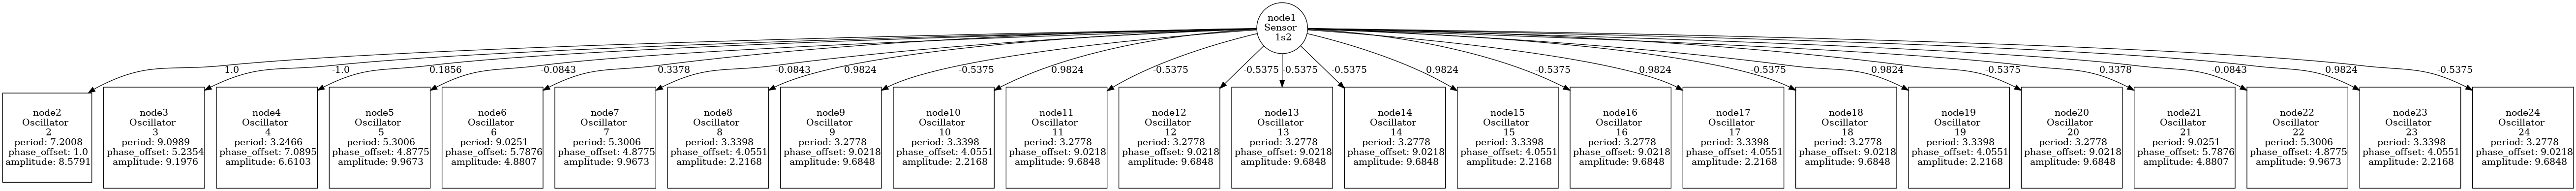 node1
Sensor
1s2
1.0
-1.0
0.1856
-0.0843
0.3378
-0.0843
0.9824
-0.5375
0.9824
-0.5375
-0.5375
-0.5375
-0.5375
0.9824
-0.5375
0.9824
-0.5375
0.9824
-0.5375
0.3378
-0.0843
0.9824
-0.5375
node2
Oscillator
2
period: 7.2008
phase_offset: 1.0
amplitude: 8.5791
node3
Oscillator
3
period: 9.0989
phase_offset: 5.2354
amplitude: 9.1976
node4
Oscillator
4
period: 3.2466
phase_offset: 7.0895
amplitude: 6.6103
node5
Oscillator
5
period: 5.3006
phase_offset: 4.8775
amplitude: 9.9673
node6
Oscillator
6
period: 9.0251
phase_offset: 5.7876
amplitude: 4.8807
node7
Oscillator
7
period: 5.3006
phase_offset: 4.8775
amplitude: 9.9673
node8
Oscillator
8
period: 3.3398
phase_offset: 4.0551
amplitude: 2.2168
node9
Oscillator
9
period: 3.2778
phase_offset: 9.0218
amplitude: 9.6848
node10
Oscillator
10
period: 3.3398
phase_offset: 4.0551
amplitude: 2.2168
node11
Oscillator
11
period: 3.2778
phase_offset: 9.0218
amplitude: 9.6848
node12
Oscillator
12
period: 3.2778
phase_offset: 9.0218
amplitude: 9.6848
node13
Oscillator
13
period: 3.2778
phase_offset: 9.0218
amplitude: 9.6848
node14
Oscillator
14
period: 3.2778
phase_offset: 9.0218
amplitude: 9.6848
node15
Oscillator
15
period: 3.3398
phase_offset: 4.0551
amplitude: 2.2168
node16
Oscillator
16
period: 3.2778
phase_offset: 9.0218
amplitude: 9.6848
node17
Oscillator
17
period: 3.3398
phase_offset: 4.0551
amplitude: 2.2168
node18
Oscillator
18
period: 3.2778
phase_offset: 9.0218
amplitude: 9.6848
node19
Oscillator
19
period: 3.3398
phase_offset: 4.0551
amplitude: 2.2168
node20
Oscillator
20
period: 3.2778
phase_offset: 9.0218
amplitude: 9.6848
node21
Oscillator
21
period: 9.0251
phase_offset: 5.7876
amplitude: 4.8807
node22
Oscillator
22
period: 5.3006
phase_offset: 4.8775
amplitude: 9.9673
node23
Oscillator
23
period: 3.3398
phase_offset: 4.0551
amplitude: 2.2168
node24
Oscillator
24
period: 3.2778
phase_offset: 9.0218
amplitude: 9.6848